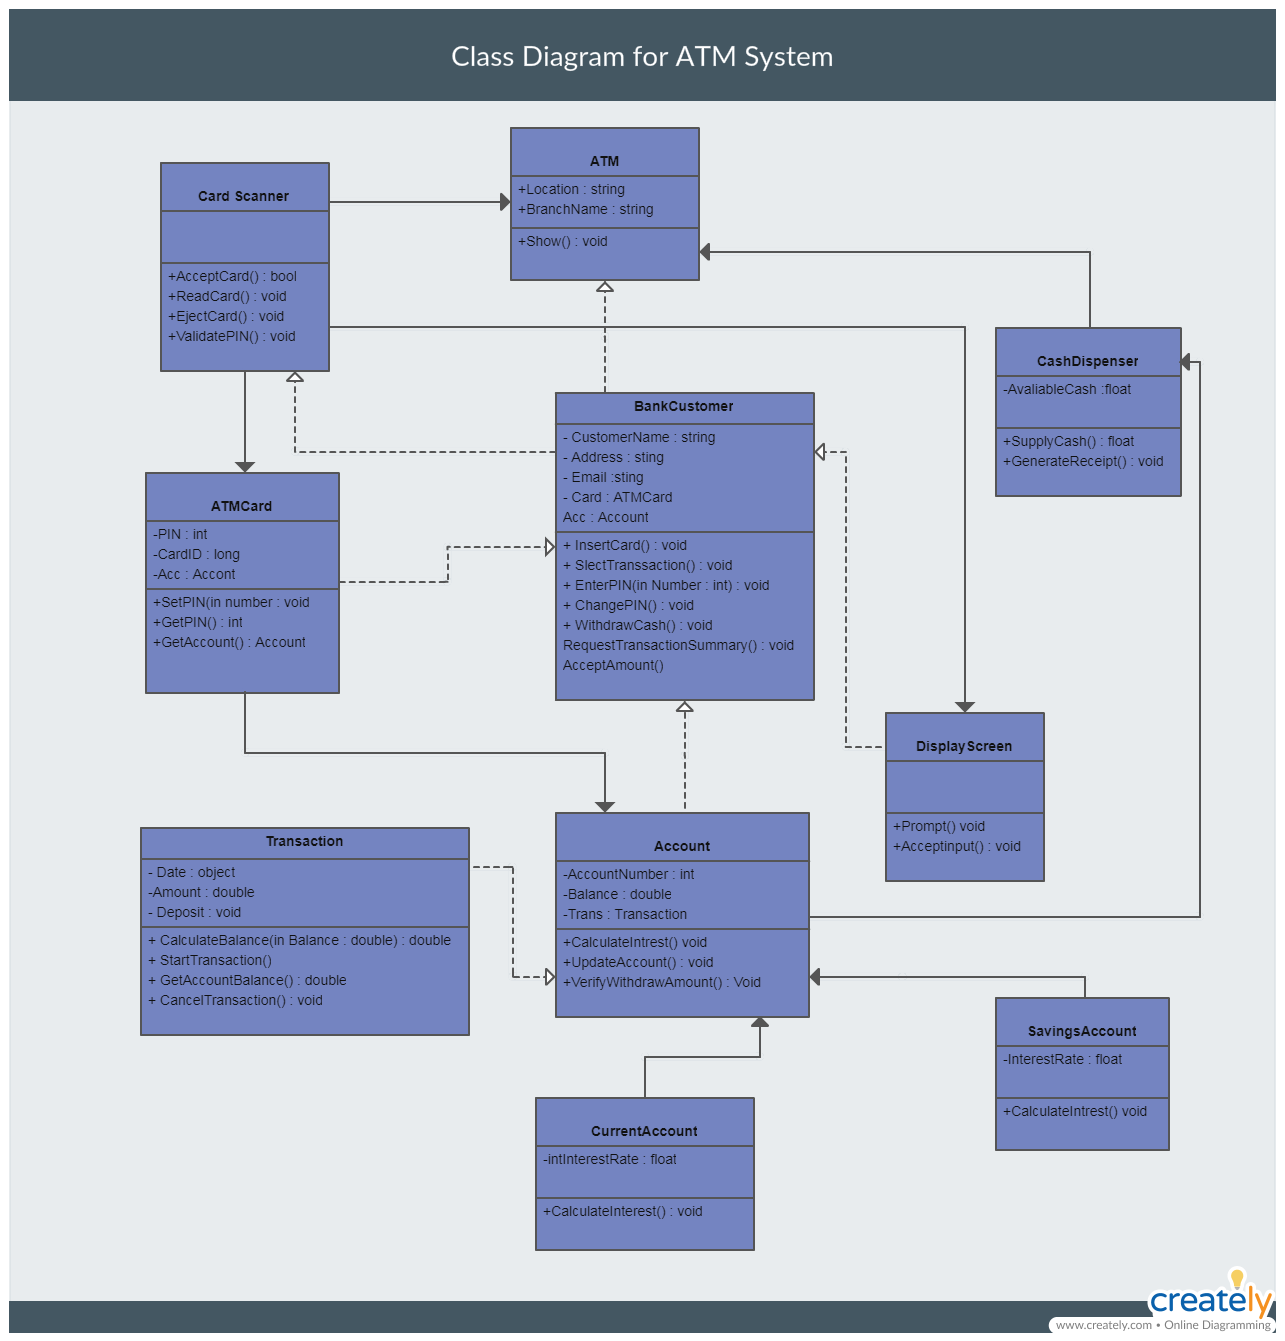 Class Diagram for ATM System
ATM
+Location : string
+BranchName : string
+Show() : void
Card Scanner
+AcceptCard() : bool
+ReadCard() : void
+EjectCard() : void
+ValidatePIN() : void
CashDispenser
-AvaliableCash :float
+SupplyCash() : float
+GenerateReceipt() : void
BankCustomer
- CustomerName : string
- Address : sting
- Email :sting
- Card : ATMCard
Acc : Account
+ InsertCard() : void
+ SlectTranssaction() : void
+ EnterPIN(in Number : int) : void
+ ChangePIN() : void
+ WithdrawCash() : void
RequestTransactionSummary() : void
AcceptAmount()
ATMCard
-PIN : int
-CardID : long
-Acc : Accont
+SetPIN(in number : void
+GetPIN() : int
+GetAccount() : Account
DisplayScreen
+Prompt() void
+Acceptinput() : void
Transaction
- Date : object
-Amount : double
- Deposit : void
+ CalculateBalance(in Balance : double) : double
+ StartTransaction()
+ GetAccountBalance() : double
+ CancelTransaction() : void
Account
-AccountNumber : int
-Balance : double
-Trans : Transaction
+CalculateIntrest() void
+UpdateAccount() : void
+VerifyWithdrawAmount() : Void
SavingsAccount
-InterestRate : float
+CalculateIntrest() void
CurrentAccount
-intInterestRate : float
+CalculateInterest() : void
creately
www.creately.com • Online Diagramming